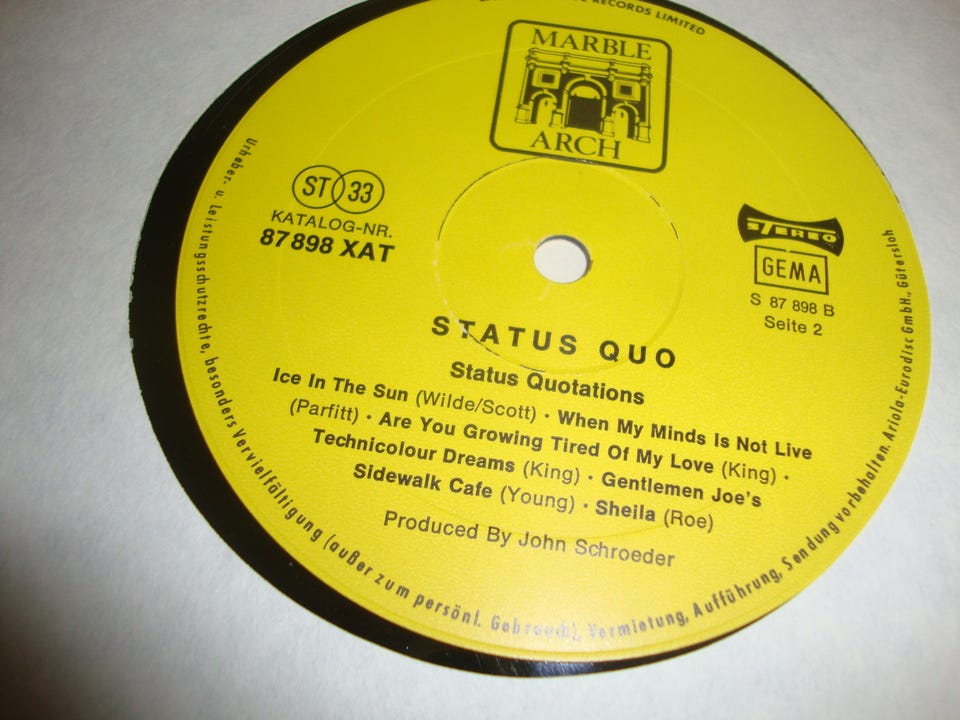 RECORDS LIMITED
MARBLE
ARCH
ST 33
KATALOG-NR.
87 898 XAT
STEREO
GEMA
S 87 898 B
Seite 2
STATUS QUO
Status Quotations
Ice In The Sun (Wilde/Scott) · When My Minds Is Not Live
(Parfitt) · Are You Growing Tired Of My Love (King) ·
Technicolour Dreams (King) · Gentlemen Joe's
Sidewalk Cafe (Young) · Sheila (Roe)
Produced By John Schroeder
Urheber- u. Leistungsschutzrechte, besonders Vervielfältigung (außer zum persönl. Gebrauch), Vermietung, Aufführung, Sendung vorbehalten. Ariola-Eurodisc GmbH., Gütersloh